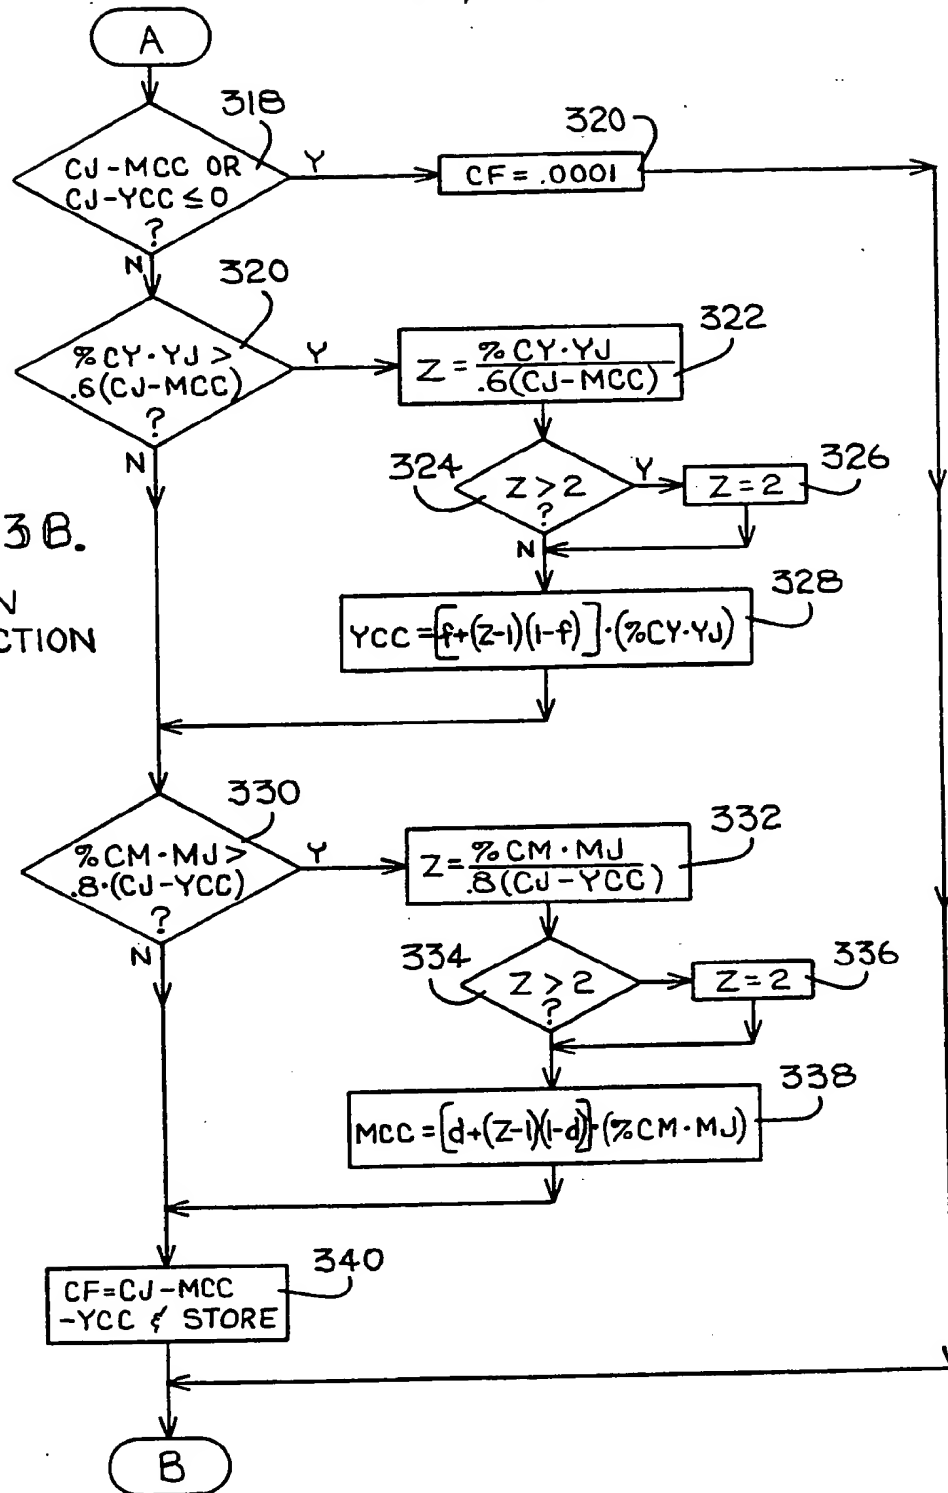 A
318
CJ-MCC OR
CJ-YCC ≤ 0
?
Y
320
CF = .0001
N
320
%CY·YJ >
.6(CJ-MCC)
?
Y
322
Z = %CY·YJ
.6(CJ-MCC)
N
324
Z > 2
?
Y
326
Z = 2
N
3B.
N
CTION
328
YCC = [f+(Z-1)(1-f)]·(%CY·YJ)
330
%CM·MJ >
.8·(CJ-YCC)
?
Y
332
Z = %CM·MJ
.8(CJ-YCC)
N
334
Z > 2
?
336
Z = 2
338
MCC = [d+(Z-1)(1-d)]·(%CM·MJ)
340
CF=CJ-MCC
-YCC & STORE
B